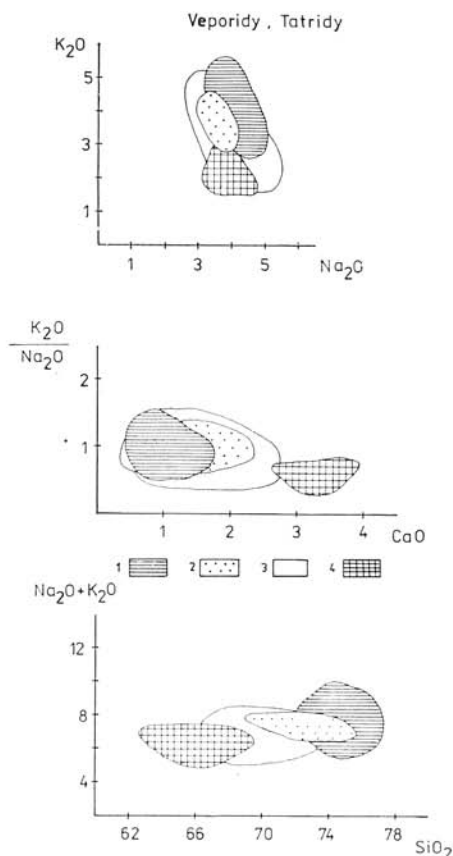 Veporidy, Tatridy
K₂O
5
3
1
1 3 5 Na₂O
K₂O
Na₂O
2
1
1 2 3 4 CaO
1 2 3 4
Na₂O+K₂O
12
8
4
62 66 70 74 78 SiO₂